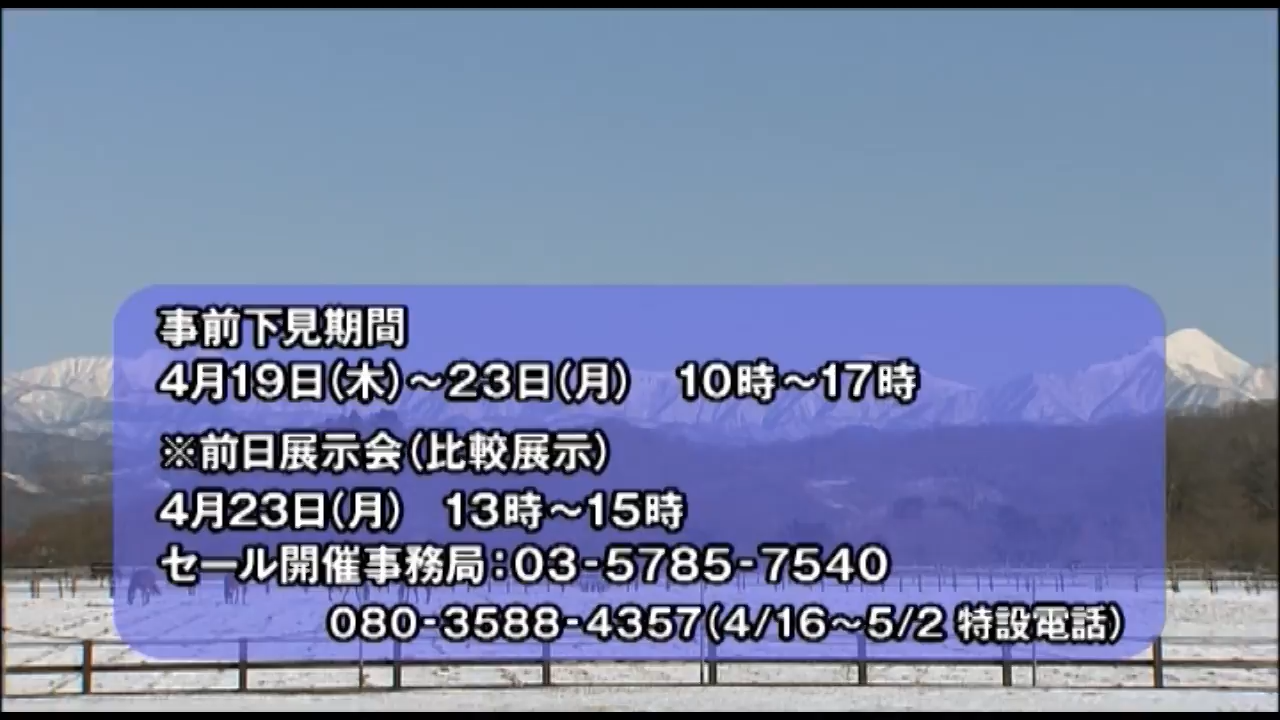 事前下見期間
4月19日(木)~23日(月) 10時~17時
※前日展示会(比較展示)
4月23日(月) 13時~15時
セール開催事務局:03-5785-7540
080-3588-4357(4/16~5/2 特設電話)